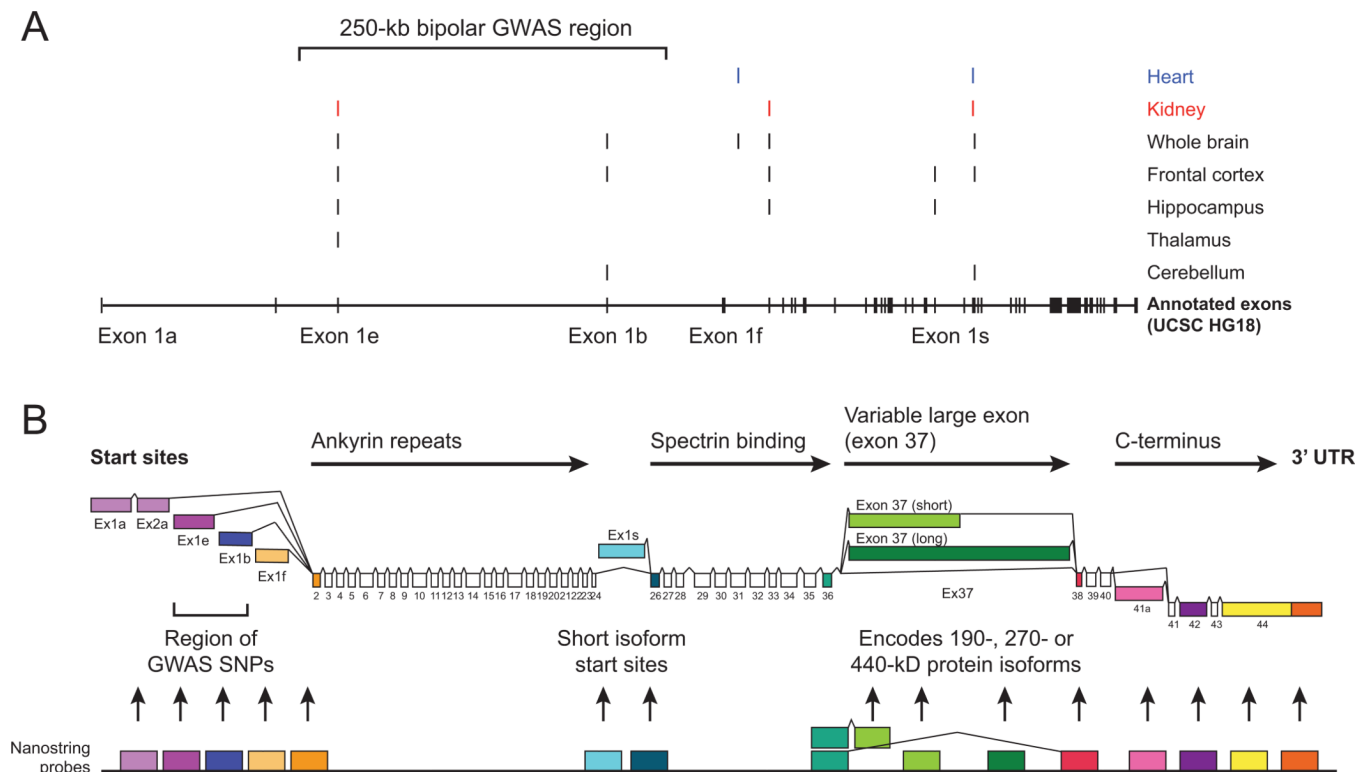 A
250-kb bipolar GWAS region
Heart
Kidney
Whole brain
Frontal cortex
Hippocampus
Thalamus
Cerebellum
Annotated exons
(UCSC HG18)
Exon 1a
Exon 1e
Exon 1b
Exon 1f
Exon 1s
B
Start sites
Ankyrin repeats
Spectrin binding
Variable large exon
(exon 37)
C-terminus
3' UTR
Ex1a
Ex2a
Ex1e
Ex1b
Ex1f
Ex1s
Exon 37 (short)
Exon 37 (long)
Ex37
2 3 4 5 6 7 8 9 10 11 12 13 14 15 16 17 18 19 20 21 22 23 24
26 27 28 29 30 31 32 33 34 35 36
38 39 40
41a
41 42 43 44
Region of
GWAS SNPs
Short isoform
start sites
Encodes 190-, 270- or
440-kD protein isoforms
Nanostring
probes